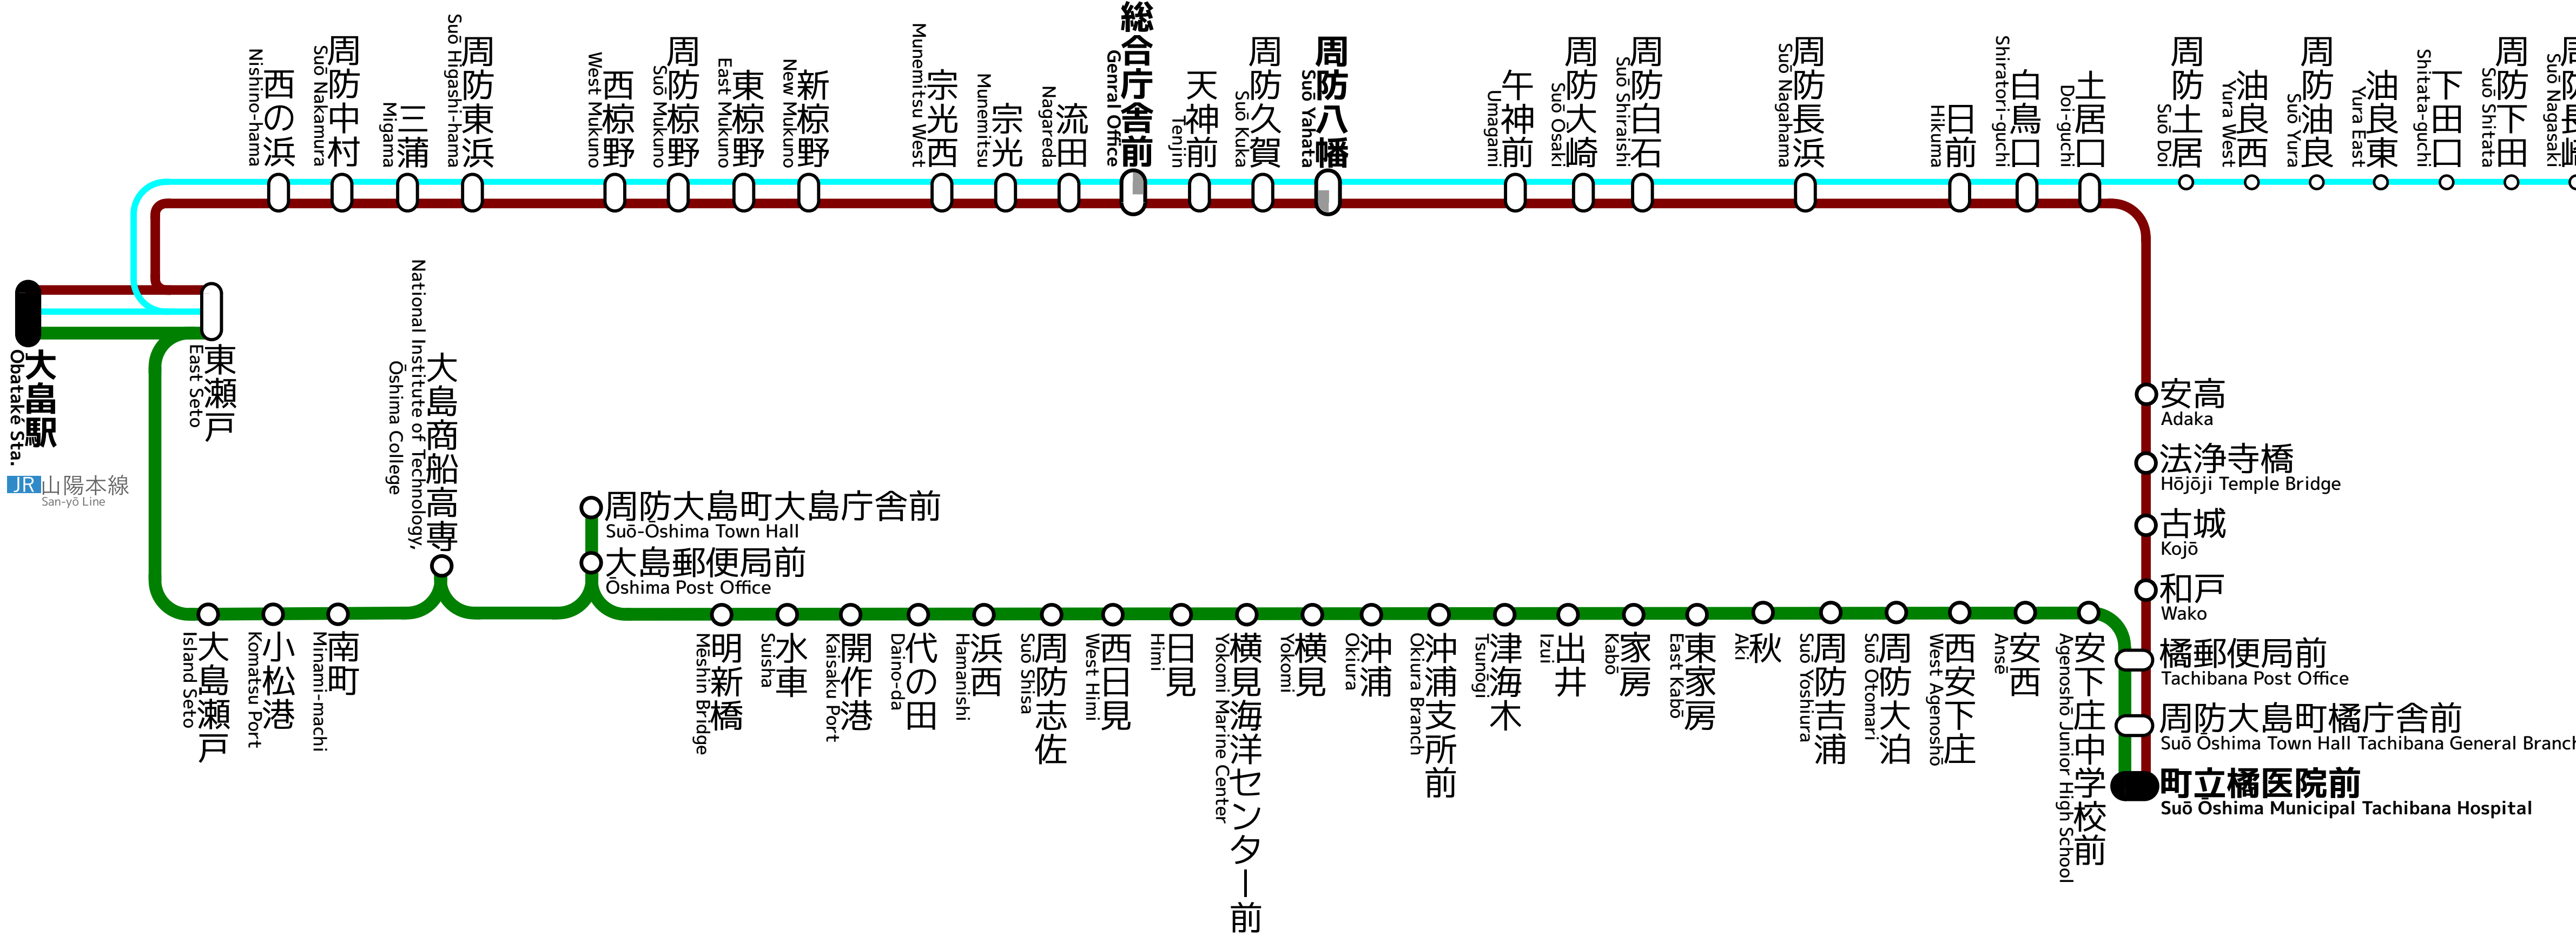 西の浜
Nishino-hama
周防中村
Suō Nakamura
三蒲
Migama
周防東浜
Suō Higashi-hama
西椋野
West Mukuno
周防椋野
Suō Mukuno
東椋野
East Mukuno
新椋野
New Mukuno
宗光西
Munemitsu West
宗光
Munemitsu
流田
Nagareda
総合庁舎前
Genral Office
天神前
Tenjin
周防久賀
Suō Kuka
周防八幡
Suō Yahata
午神前
Umagami
周防大崎
Suō Ōsaki
周防白石
Suō Shiraishi
周防長浜
Suō Nagahama
日前
Hikuma
白鳥口
Shiratori-guchi
土居口
Doi-guchi
周防土居
Suō Doi
油良西
Yura West
周防油良
Suō Yura
油良東
Yura East
下田口
Shitata-guchi
周防下田
Suō Shitata
周防長崎
Suō Nagasaki
大畠駅
Ōbataké Sta.
JR山陽本線
San-yō Line
東瀬戸
East Seto
大島商船高専
National Institute of Technology,
Ōshima College
周防大島町大島庁舎前
Suō-Ōshima Town Hall
大島郵便局前
Ōshima Post Office
安高
Adaka
法浄寺橋
Hōjōji Temple Bridge
古城
Kojō
和戸
Wako
橘郵便局前
Tachibana Post Office
周防大島町橘庁舎前
Suō Ōshima Town Hall Tachibana General Branch
町立橘医院前
Suō Ōshima Municipal Tachibana Hospital
大島瀬戸
Island Seto
小松港
Komatsu Port
南町
Minami-machi
明新橋
Mēshin Bridge
水車
Suisha
開作港
Kaisaku Port
代の田
Daino-da
浜西
Hamanishi
周防志佐
Suō Shisa
西日見
West Himi
日見
Himi
横見海洋センター前
Yokomi Marine Center
横見
Yokomi
沖浦
Okiura
沖浦支所前
Okiura Branch
津海木
Tsunōgi
出井
Izui
家房
Kabō
東家房
East Kabō
秋
Aki
周防吉浦
Suō Yoshiura
周防大泊
Suō Otomari
西安下庄
West Agenoshō
安西
Ansē
安下庄中学校前
Agenoshō Junior High School